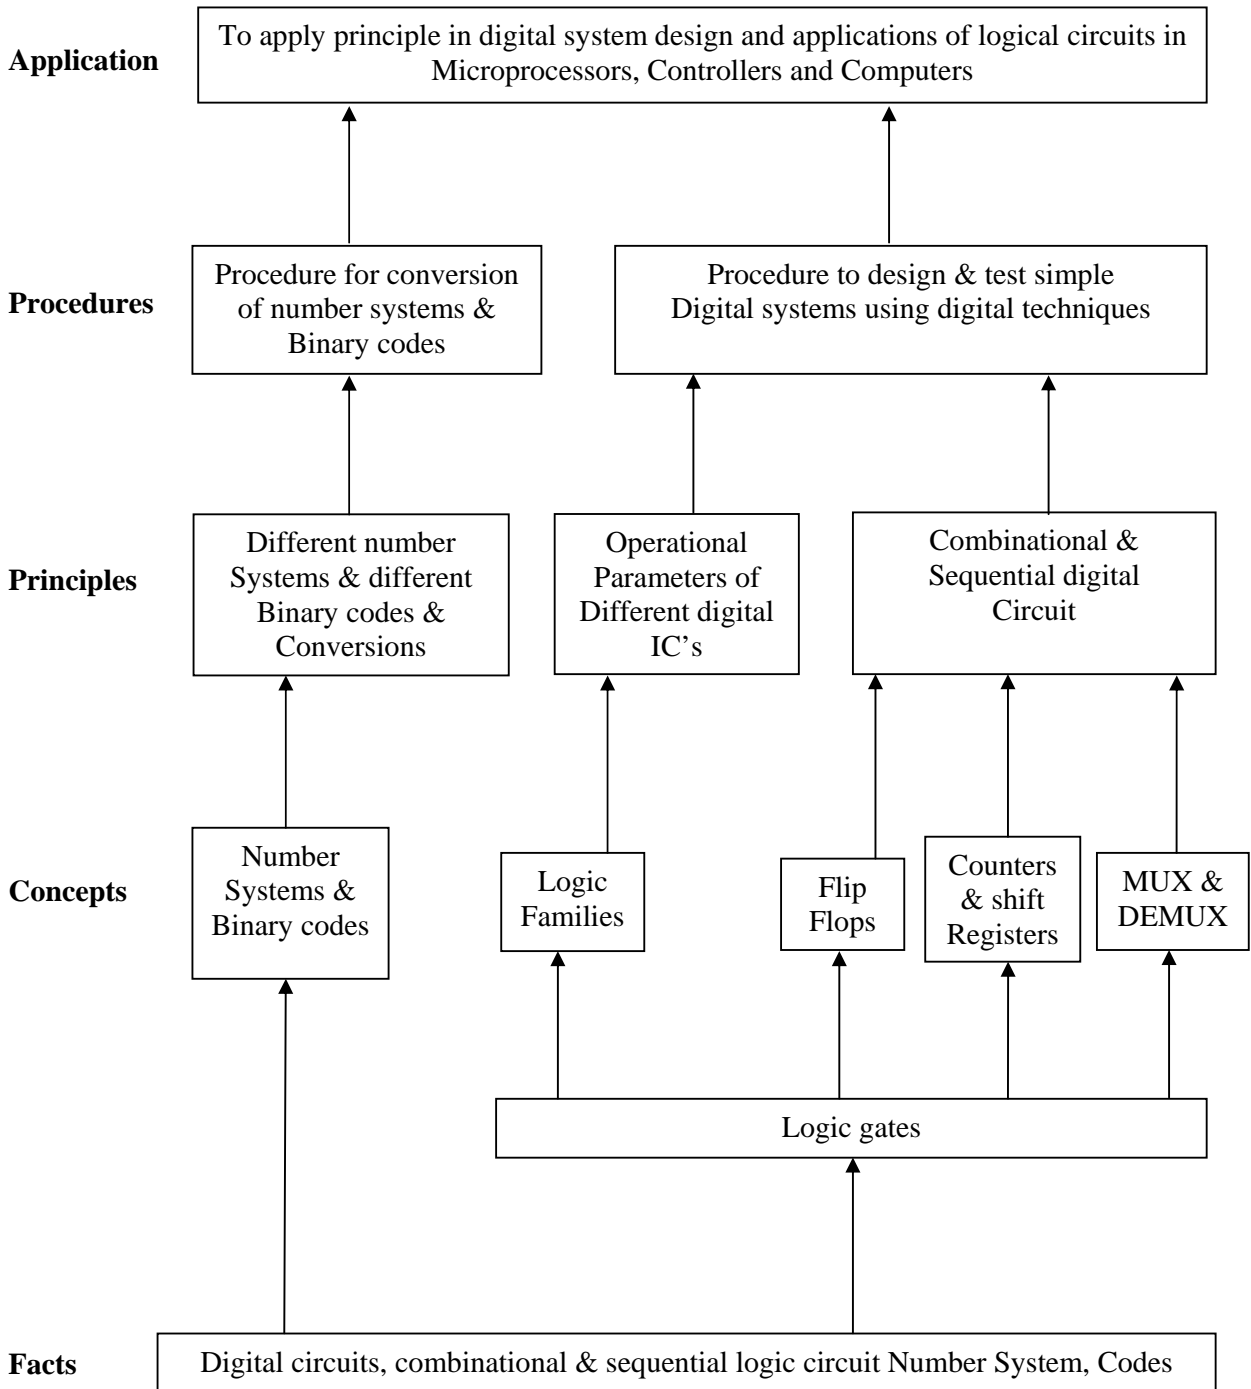 Application
To apply principle in digital system design and applications of logical circuits in
Microprocessors, Controllers and Computers
Procedures
Procedure for conversion
of number systems &
Binary codes
Procedure to design & test simple
Digital systems using digital techniques
Principles
Different number
Systems & different
Binary codes &
Conversions
Operational
Parameters of
Different digital
IC’s
Combinational &
Sequential digital
Circuit
Concepts
Number
Systems &
Binary codes
Logic
Families
Flip
Flops
Counters
& shift
Registers
MUX &
DEMUX
Logic gates
Facts
Digital circuits, combinational & sequential logic circuit Number System, Codes